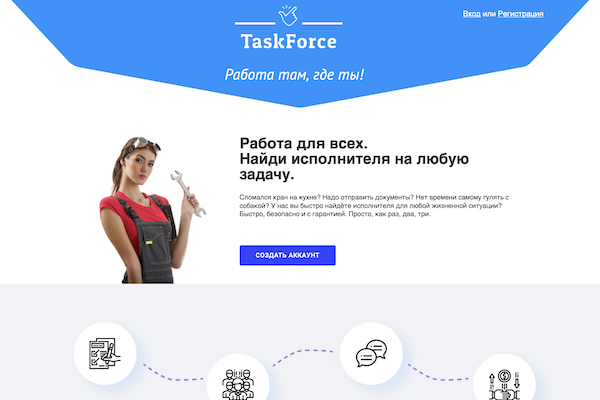 Вход или Регистрация
TaskForce
Работа там, где ты!
Работа для всех.
Найди исполнителя на любую
задачу.
Сломался кран на кухне? Надо отправить документы? Нет времени самому гулять с
собакой? У нас вы быстро найдёте исполнителя для любой жизненной ситуации?
Быстро, безопасно и с гарантией. Просто, как раз, два, три.
СОЗДАТЬ АККАУНТ